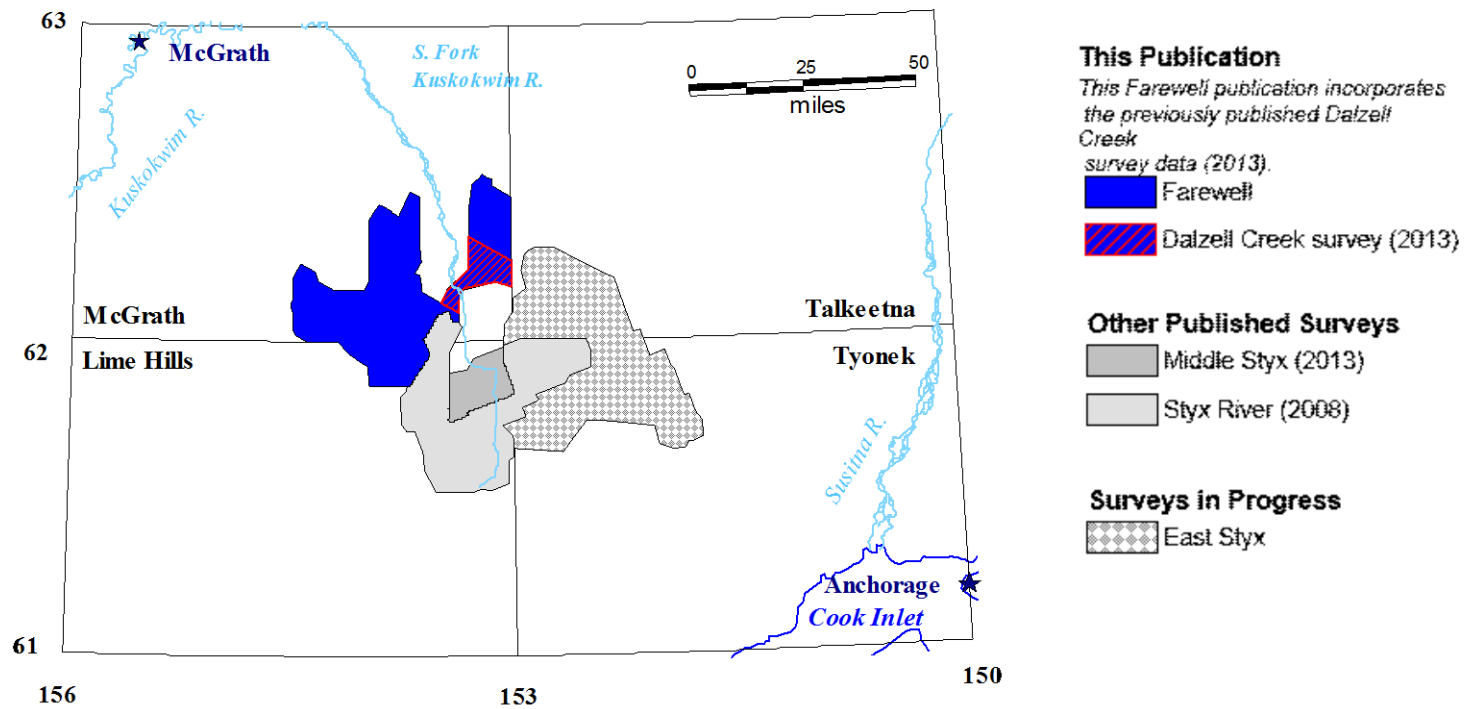 63
McGrath
S. Fork
Kuskokwim R.
0 25 50
miles
Kuskokwim R.
McGrath
Talkeetna
62
Lime Hills
Tyonek
Susitna R.
Anchorage
Cook Inlet
61
156
153
150
This Publication
This Farewell publication incorporates
the previously published Dalzell
Creek
survey data (2013).
Farewell
Dalzell Creek survey (2013)
Other Published Surveys
Middle Styx (2013)
Styx River (2008)
Surveys in Progress
East Styx